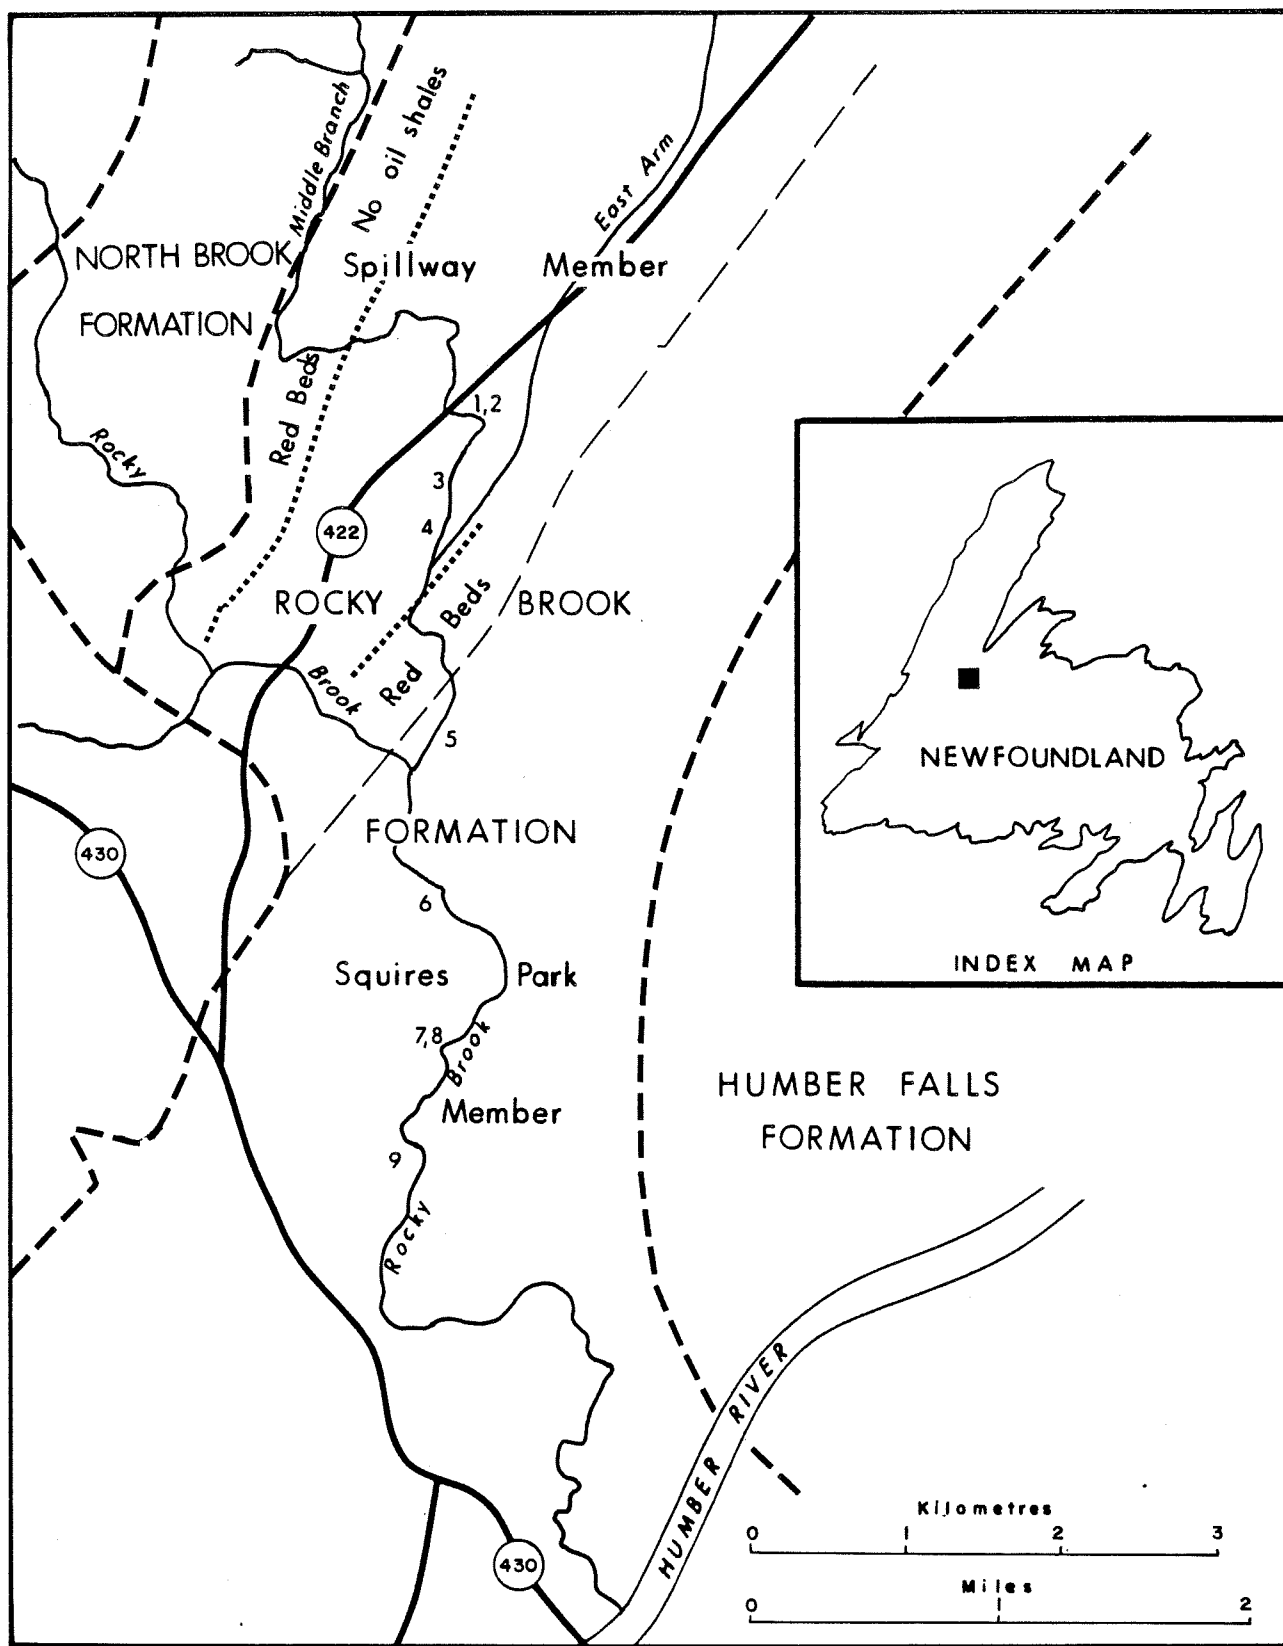 Middle Branch
No oil shales
East Arm
NORTH BROOK
FORMATION
Spillway Member
Red Beds
1,2
Rocky
3
4
422
ROCKY BROOK
Beds
Red
Brook
5
FORMATION
430
6
Squires Park
7,8
Brook
Member
9
Rocky
NEWFOUNDLAND
INDEX MAP
HUMBER FALLS
FORMATION
HUMBER RIVER
430
Kilometres
0 1 2 3
Miles
0 2